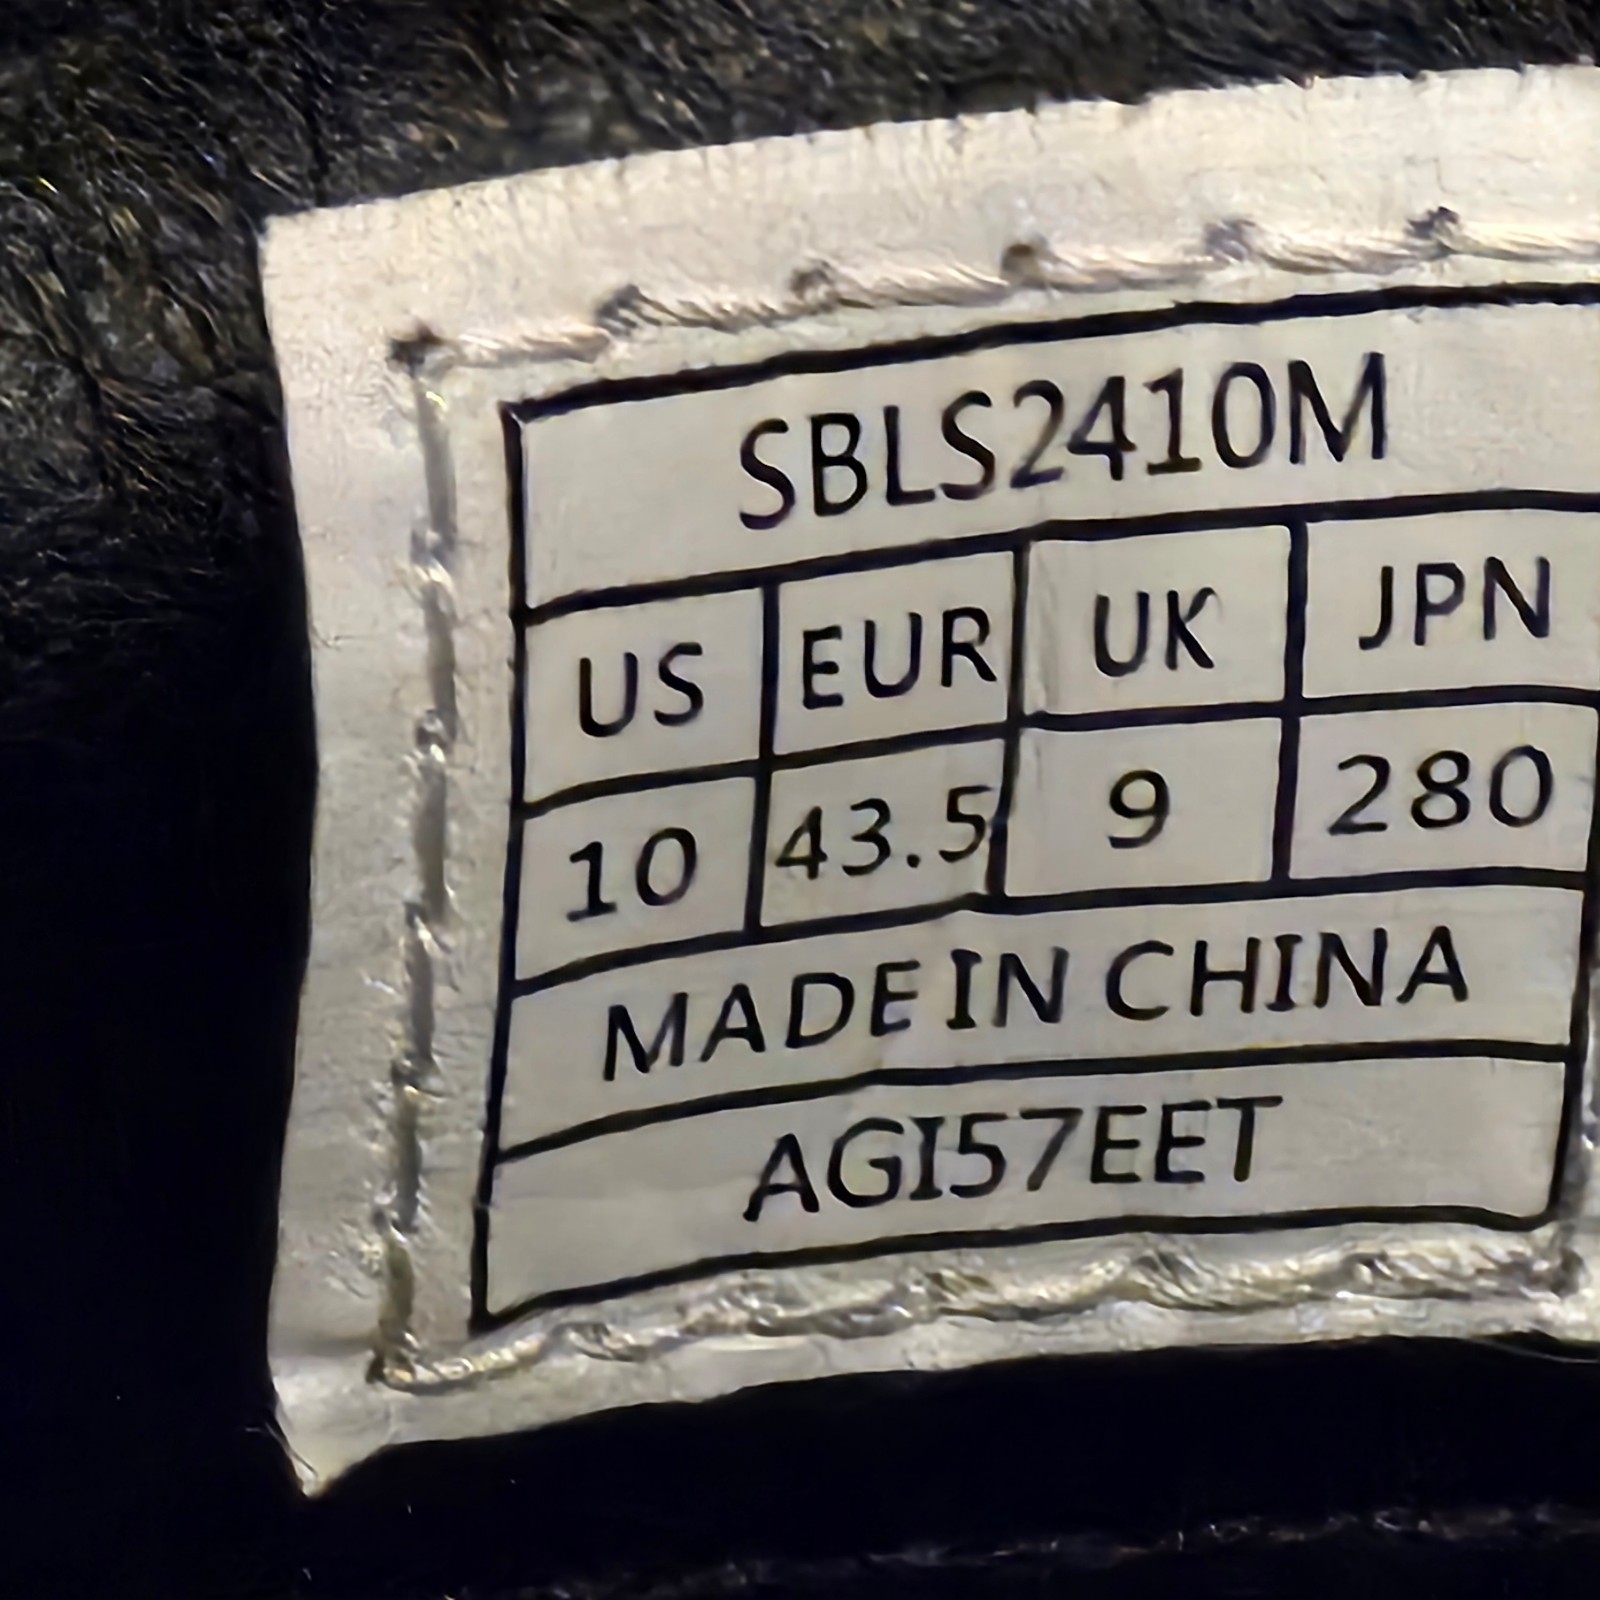 SBLS2410M
US EUR UK JPN
10 43.5 9 280
MADE IN CHINA
AGI57EET